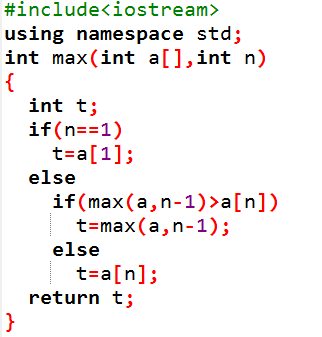 #include<iostream>
using namespace std;
int max(int a[],int n)
{
  int t;
  if(n==1)
    t=a[1];
  else
    if(max(a,n-1)>a[n])
      t=max(a,n-1);
    else
      t=a[n];
  return t;
}